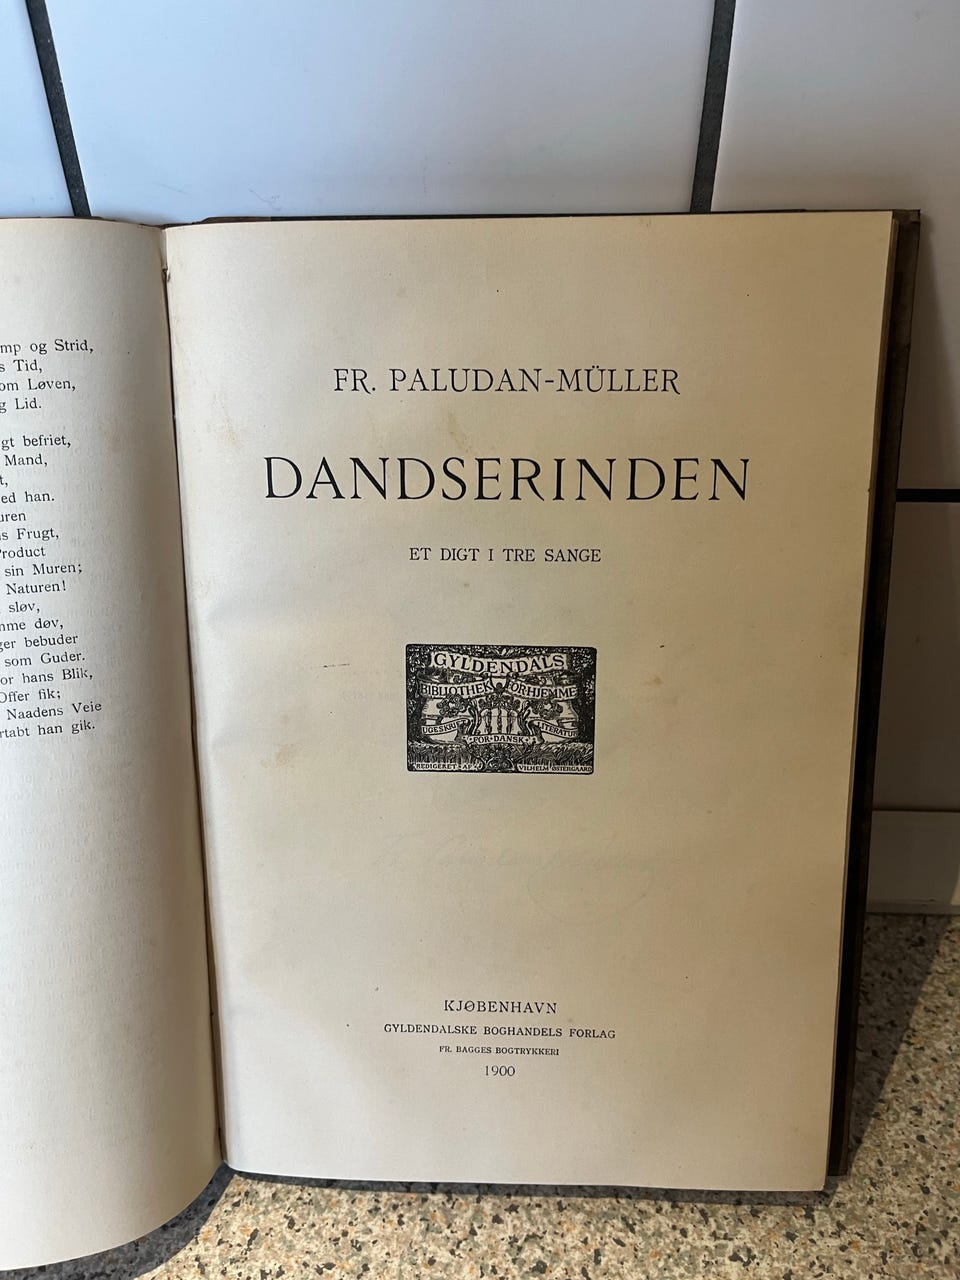 mp og Strid,
s Tid,
om Løven,
g Lid.
gt befriet,
Mand,
t,
ed han.
uren
s Frugt,
Product
sin Muren;
Naturen!
sløv,
mme døv,
ger bebuder
som Guder.
or hans Blik,
Offer fik;
Naadens Veie
rtabt han gik.
FR. PALUDAN-MÜLLER
DANDSERINDEN
ET DIGT I TRE SANGE
GYLDENDALS
BIBLIOTHEK FOR HJEMME
UGESKRIFT LITERATUR
FOR DANSK
REDIGERET AF VILHELM ØSTERGAARD
KJØBENHAVN
GYLDENDALSKE BOGHANDELS FORLAG
FR. BAGGES BOGTRYKKERI
1900